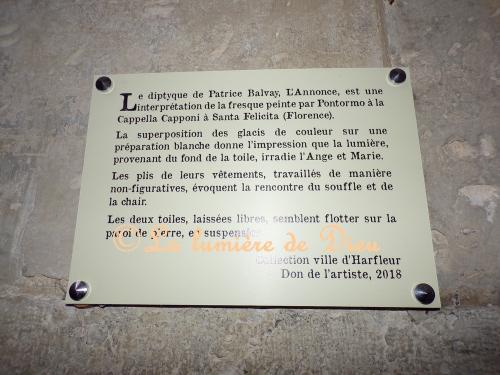 Le diptyque de Patrice Balvay, L'Annonce, est une
interprétation de la fresque peinte par Pontormo à la
Cappella Capponi à Santa Felicita (Florence).
La superposition des glacis de couleur sur une
préparation blanche donne l'impression que la lumière,
provenant du fond de la toile, irradie l'Ange et Marie.
Les plis de leurs vêtements, travaillés de manière
non-figuratives, évoquent la rencontre du souffle et de
la chair.
Les deux toiles, laissées libres, semblent flotter sur la
paroi de pierre, en
© La lumière de Dieu
Collection ville d'Harfleur
Don de l'artiste, 2018